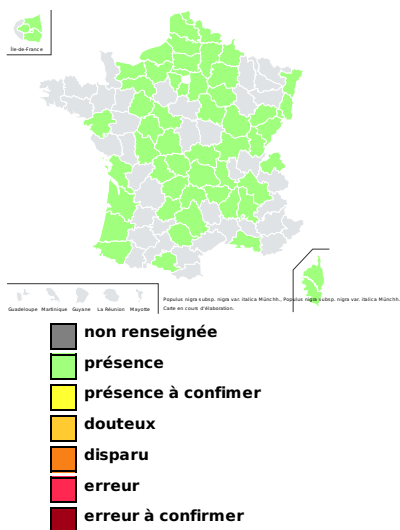 Île-de-France
Guadeloupe Martinique Guyane La Réunion Mayotte
Populus nigra subsp. nigra var. italica Münchh., Populus nigra subsp. nigra var. italica Münchh.
Carte en cours d'élaboration.
non renseignée
présence
présence à confimer
douteux
disparu
erreur
erreur à confirmer